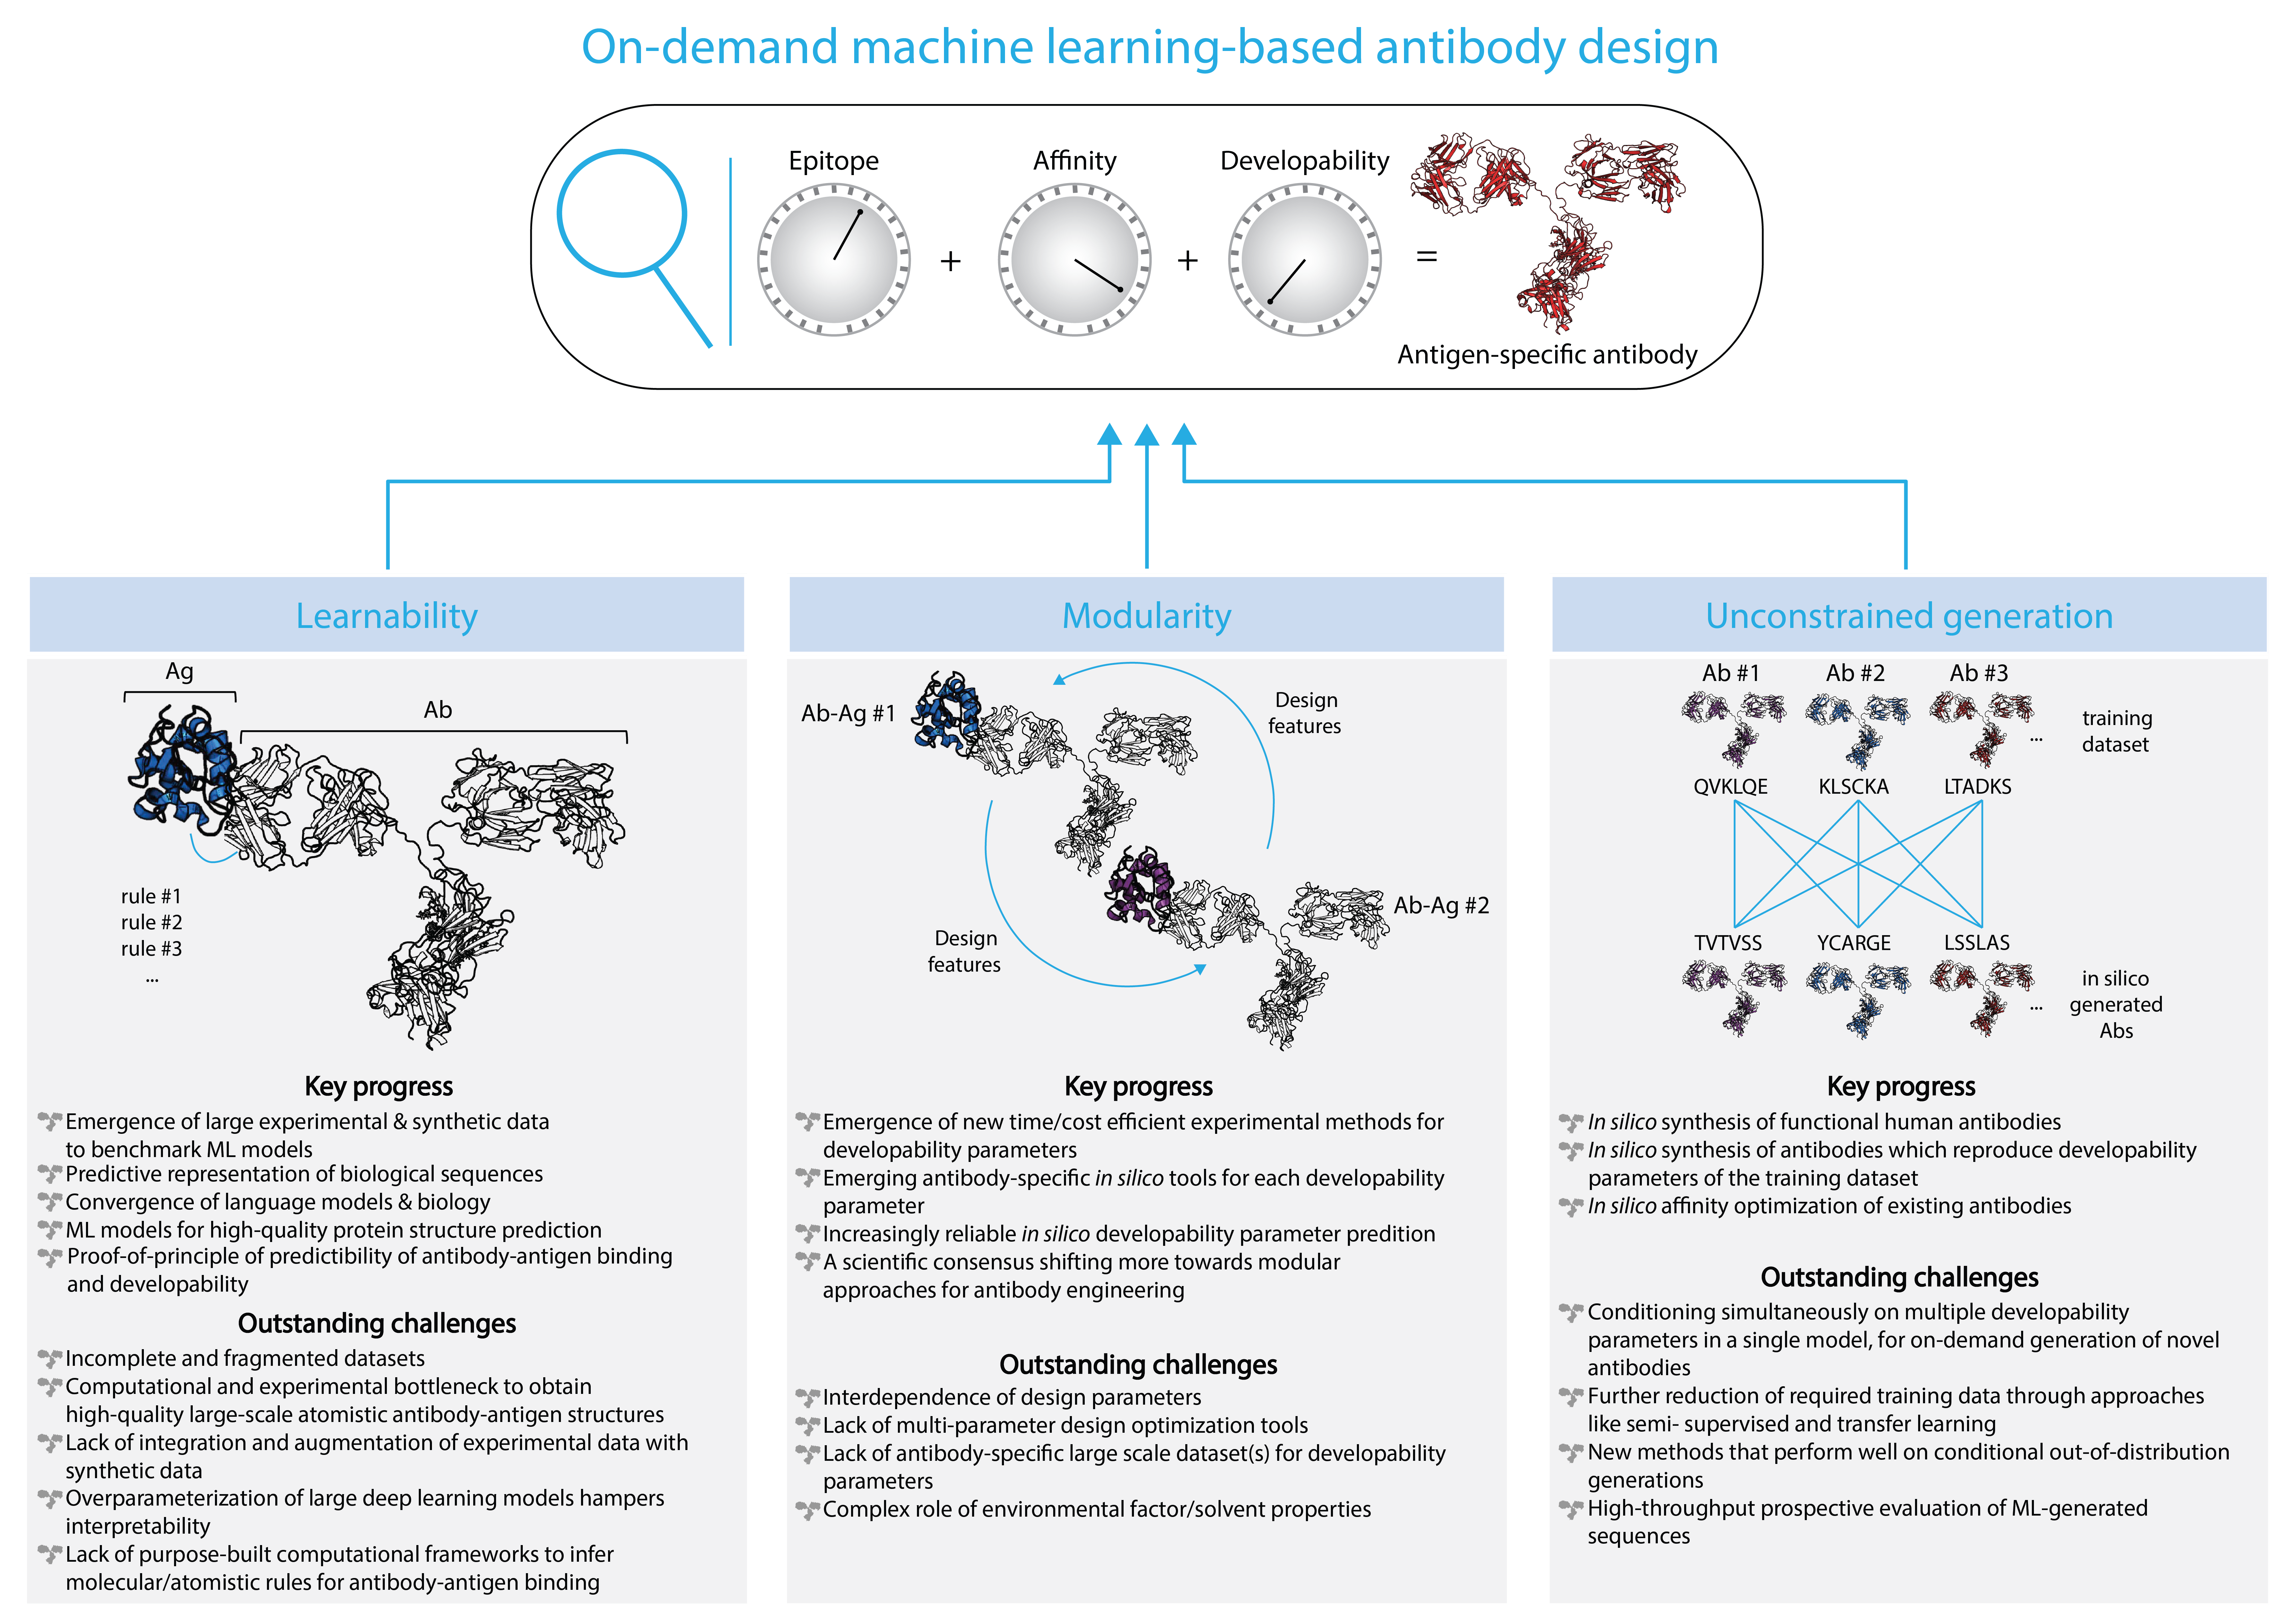 On-demand machine learning-based antibody design
Epitope
Affinity
Developability
+
+
=
Antigen-specific antibody
Learnability
Ag
Ab
rule #1
rule #2
rule #3
...
Key progress
Emergence of large experimental & synthetic data
to benchmark ML models
Predictive representation of biological sequences
Convergence of language models & biology
ML models for high-quality protein structure prediction
Proof-of-principle of predictibility of antibody-antigen binding
and developability
Outstanding challenges
Incomplete and fragmented datasets
Computational and experimental bottleneck to obtain
high-quality large-scale atomistic antibody-antigen structures
Lack of integration and augmentation of experimental data with
synthetic data
Overparameterization of large deep learning models hampers
interpretability
Lack of purpose-built computational frameworks to infer
molecular/atomistic rules for antibody-antigen binding
Modularity
Ab-Ag #1
Design
features
Ab-Ag #2
Design
features
Key progress
Emergence of new time/cost efficient experimental methods for
developability parameters
Emerging antibody-specific in silico tools for each developability
parameter
Increasingly reliable in silico developability parameter predition
A scientific consensus shifting more towards modular
approaches for antibody engineering
Outstanding challenges
Interdependence of design parameters
Lack of multi-parameter design optimization tools
Lack of antibody-specific large scale dataset(s) for developability
parameters
Complex role of environmental factor/solvent properties
Unconstrained generation
Ab #1 Ab #2 Ab #3
...
training
dataset
QVKLQE KLSCKA LTADKS
TVTVSS YCARGE LSSLAS
...
in silico
generated
Abs
Key progress
In silico synthesis of functional human antibodies
In silico synthesis of antibodies which reproduce developability
parameters of the training dataset
In silico affinity optimization of existing antibodies
Outstanding challenges
Conditioning simultaneously on multiple developability
parameters in a single model, for on-demand generation of novel
antibodies
Further reduction of required training data through approaches
like semi- supervised and transfer learning
New methods that perform well on conditional out-of-distribution
generations
High-throughput prospective evaluation of ML-generated
sequences